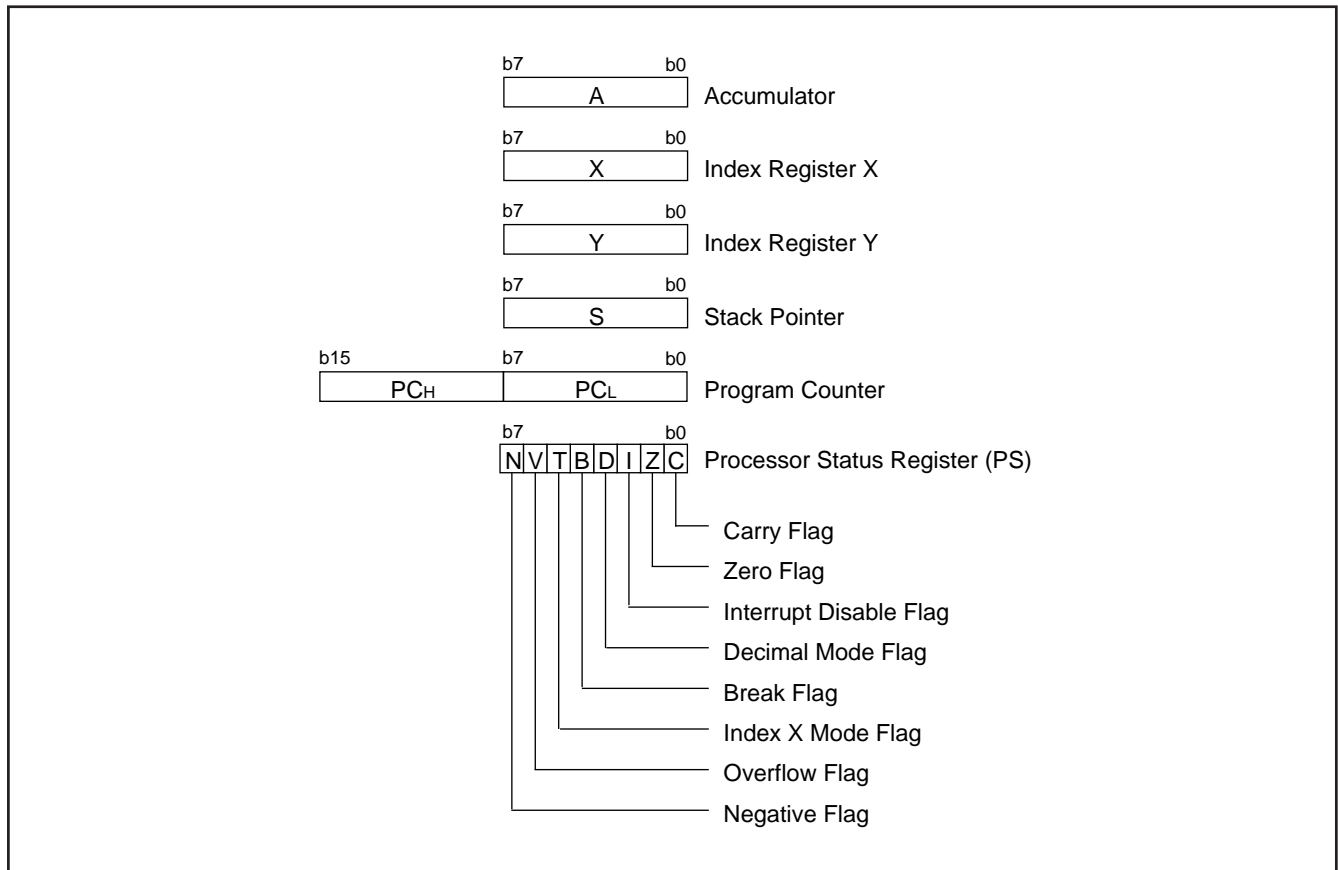 b7 b0
A Accumulator
b7 b0
X Index Register X
b7 b0
Y Index Register Y
b7 b0
S Stack Pointer
b15 b7 b0
PCH PCL Program Counter
b7 b0
N V T B D I Z C Processor Status Register (PS)
Carry Flag
Zero Flag
Interrupt Disable Flag
Decimal Mode Flag
Break Flag
Index X Mode Flag
Overflow Flag
Negative Flag